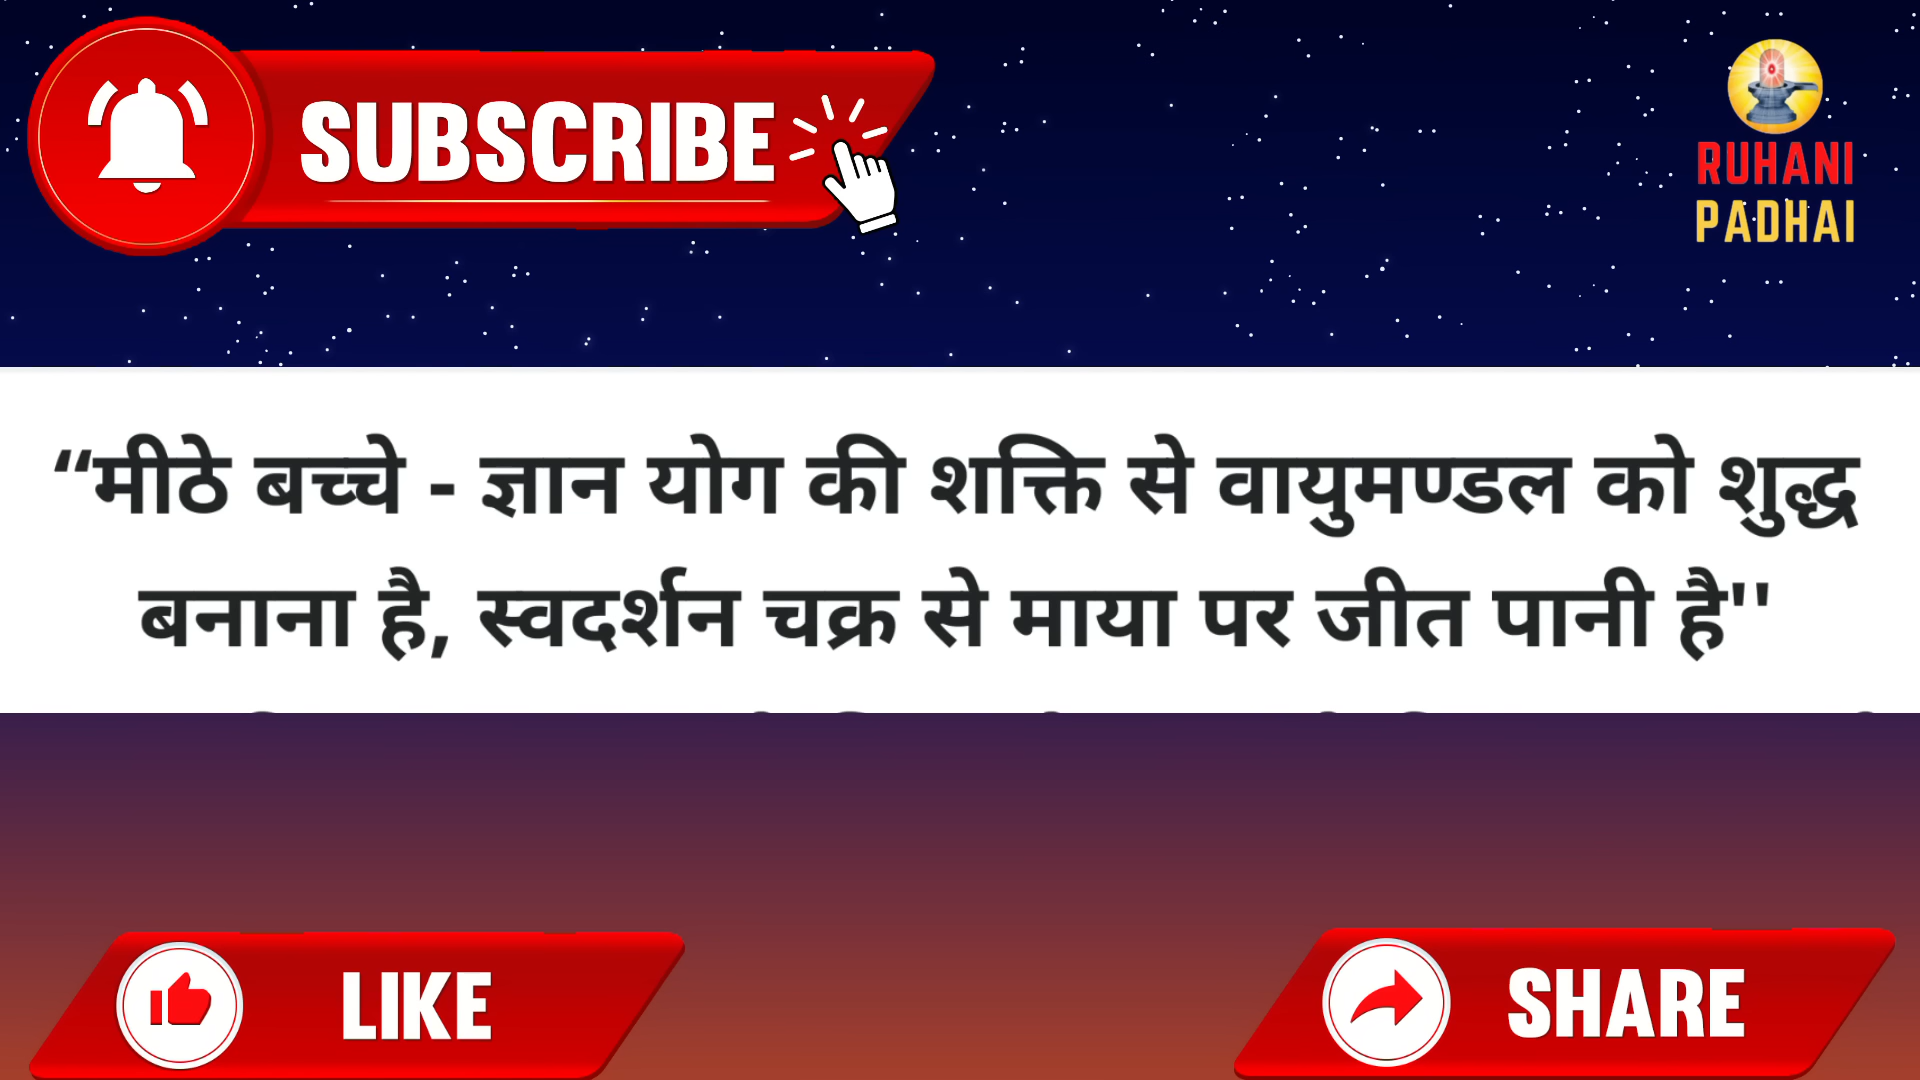 SUBSCRIBE
RUHANI
PADHAI
“मीठे बच्चे - ज्ञान योग की शक्ति से वायुमण्डल को शुद्ध
बनाना है, स्वदर्शन चक्र से माया पर जीत पानी है''
LIKE
SHARE